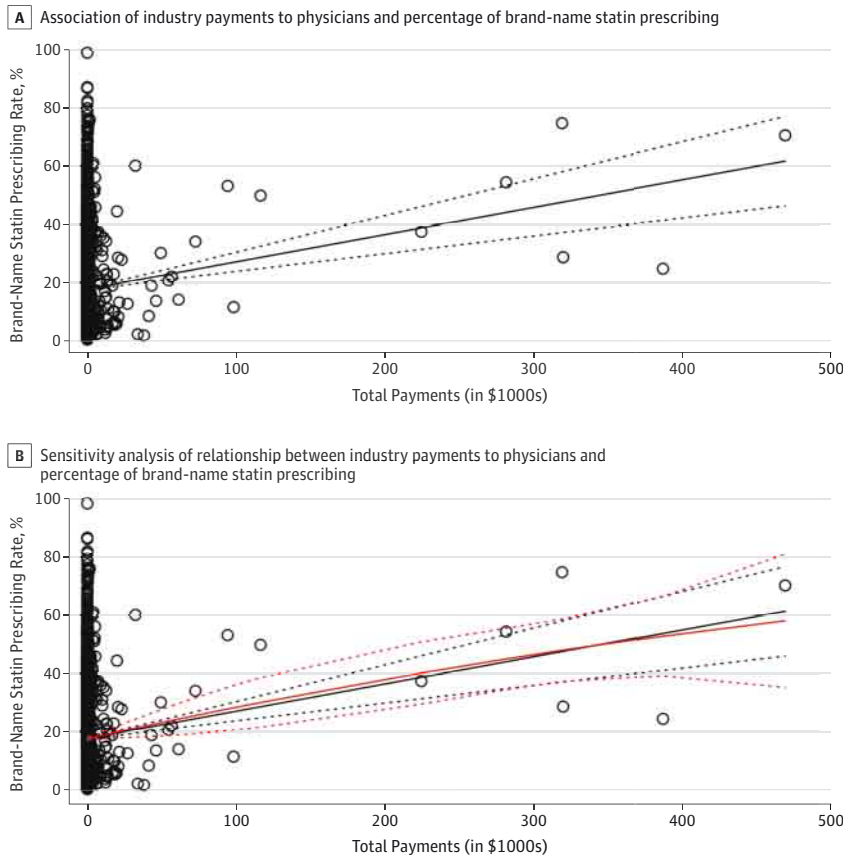 A Association of industry payments to physicians and percentage of brand-name statin prescribing
100
80
60
40
20
0
Brand-Name Statin Prescribing Rate, %
0 100 200 300 400 500
Total Payments (in $1000s)
B Sensitivity analysis of relationship between industry payments to physicians and
percentage of brand-name statin prescribing
100
80
60
40
20
0
Brand-Name Statin Prescribing Rate, %
0 100 200 300 400 500
Total Payments (in $1000s)